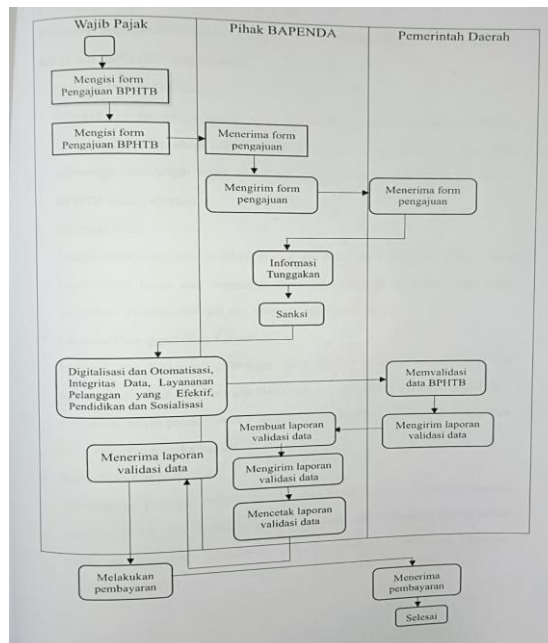 Wajib Pajak
Pihak BAPENDA
Pemerintah Daerah
Mengisi form
Pengajuan BPHTB
Mengisi form
Pengajuan BPHTB
Menerima form
pengajuan
Mengirim form
pengajuan
Menerima form
pengajuan
Informasi
Tunggakan
Sanksi
Digitalisasi dan Otomatisasi,
Integritas Data, Layananan
Pelanggan yang Efektif,
Pendidikan dan Sosialisasi
Memvalidasi
data BPHTB
Mengirim laporan
validasi data
Membuat laporan
validasi data
Menerima laporan
validasi data
Mengirim laporan
validasi data
Mencetak laporan
validasi data
Melakukan
pembayaran
Menerima
pembayaran
Selesai